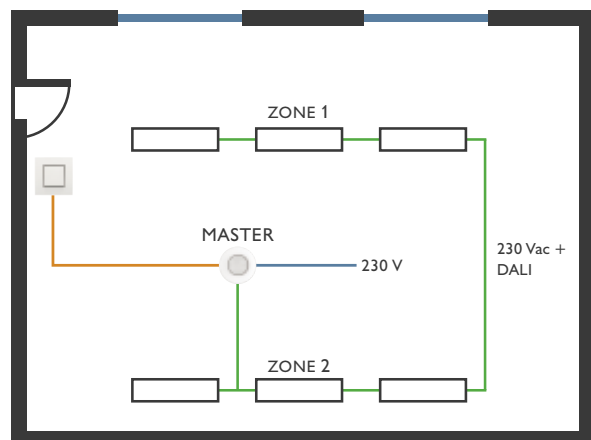 ZONE 1
MASTER
230 V
230 Vac +
DALI
ZONE 2